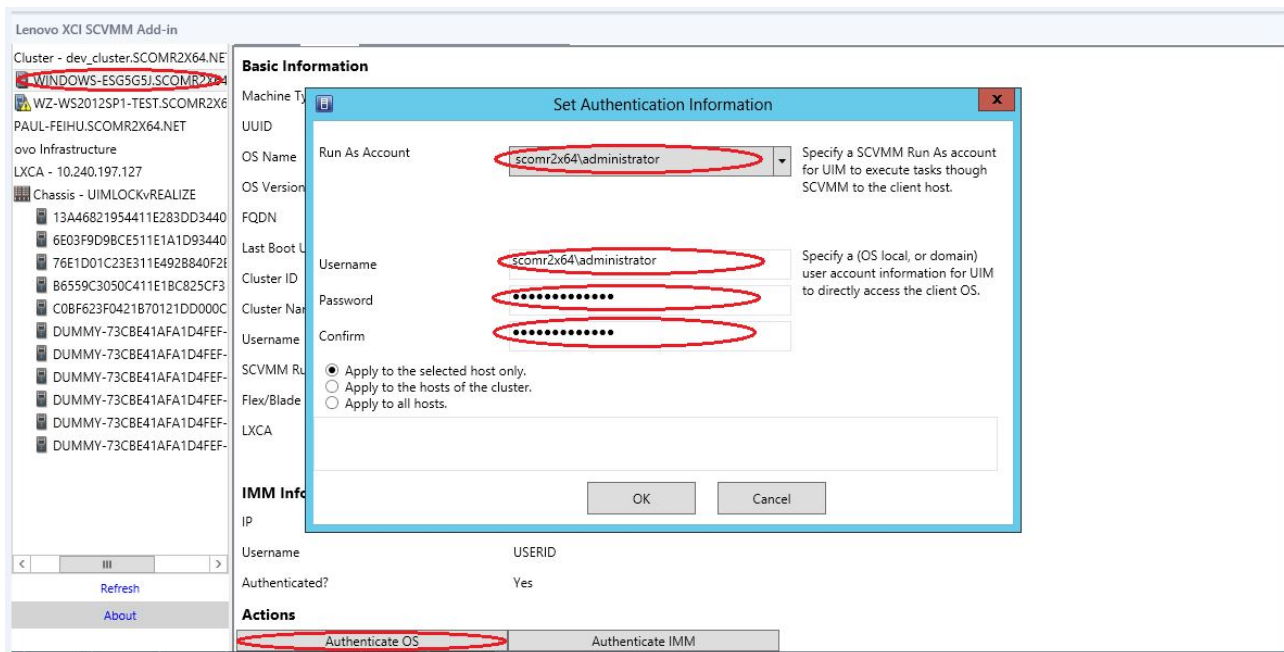 Lenovo XCI SCVMM Add-in
Cluster - dev_cluster.SCOMR2X64.NE
WINDOWS-ESG5G5J.SCOMR2X64
WZ-WS2012SP1-TEST.SCOMR2X6
PAUL-FEIHU.SCOMR2X64.NET
ovo Infrastructure
LXCA - 10.240.197.127
Chassis - UIMLOCKvREALIZE
13A46821954411E283DD3440
6E03F9D9BCE511E1A1D93440
76E1D01C23E311E492B840F2E
B6559C3050C411E1BC825CF3
C0BF623F0421B70121DD000C
DUMMY-73CBE41AFA1D4FEF-
DUMMY-73CBE41AFA1D4FEF-
DUMMY-73CBE41AFA1D4FEF-
DUMMY-73CBE41AFA1D4FEF-
DUMMY-73CBE41AFA1D4FEF-
DUMMY-73CBE41AFA1D4FEF-
Refresh
About
Basic Information
Machine Ty
UUID
OS Name
OS Version
FQDN
Last Boot U
Cluster ID
Cluster Nar
Username
SCVMM Ru
Flex/Blade
LXCA
IMM Info
IP
Username USERID
Authenticated? Yes
Actions
Authenticate OS Authenticate IMM
Set Authentication Information
x
Run As Account scomr2x64\administrator
Specify a SCVMM Run As account
for UIM to execute tasks though
SCVMM to the client host.
Username scomr2x64\administrator
Password ••••••••••••••
Confirm ••••••••••••••
Specify a (OS local, or domain)
user account information for UIM
to directly access the client OS.
Apply to the selected host only.
Apply to the hosts of the cluster.
Apply to all hosts.
OK Cancel